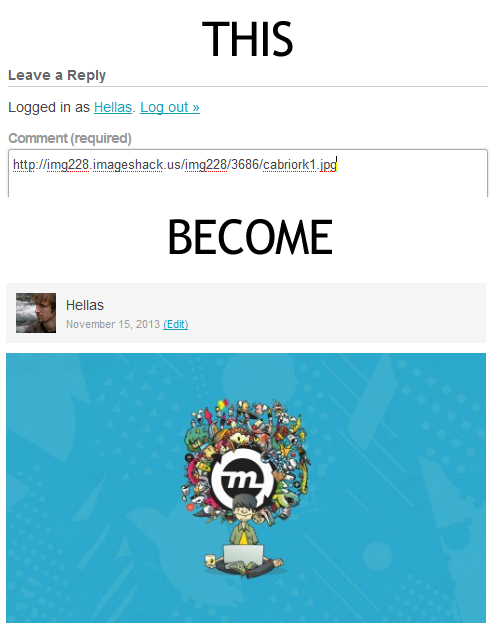 THIS
Leave a Reply
Logged in as Hellas. Log out »
Comment (required)
http://img228.imageshack.us/img228/3686/cabriork1.jpg
BECOME
Hellas
November 15, 2013 (Edit)
m